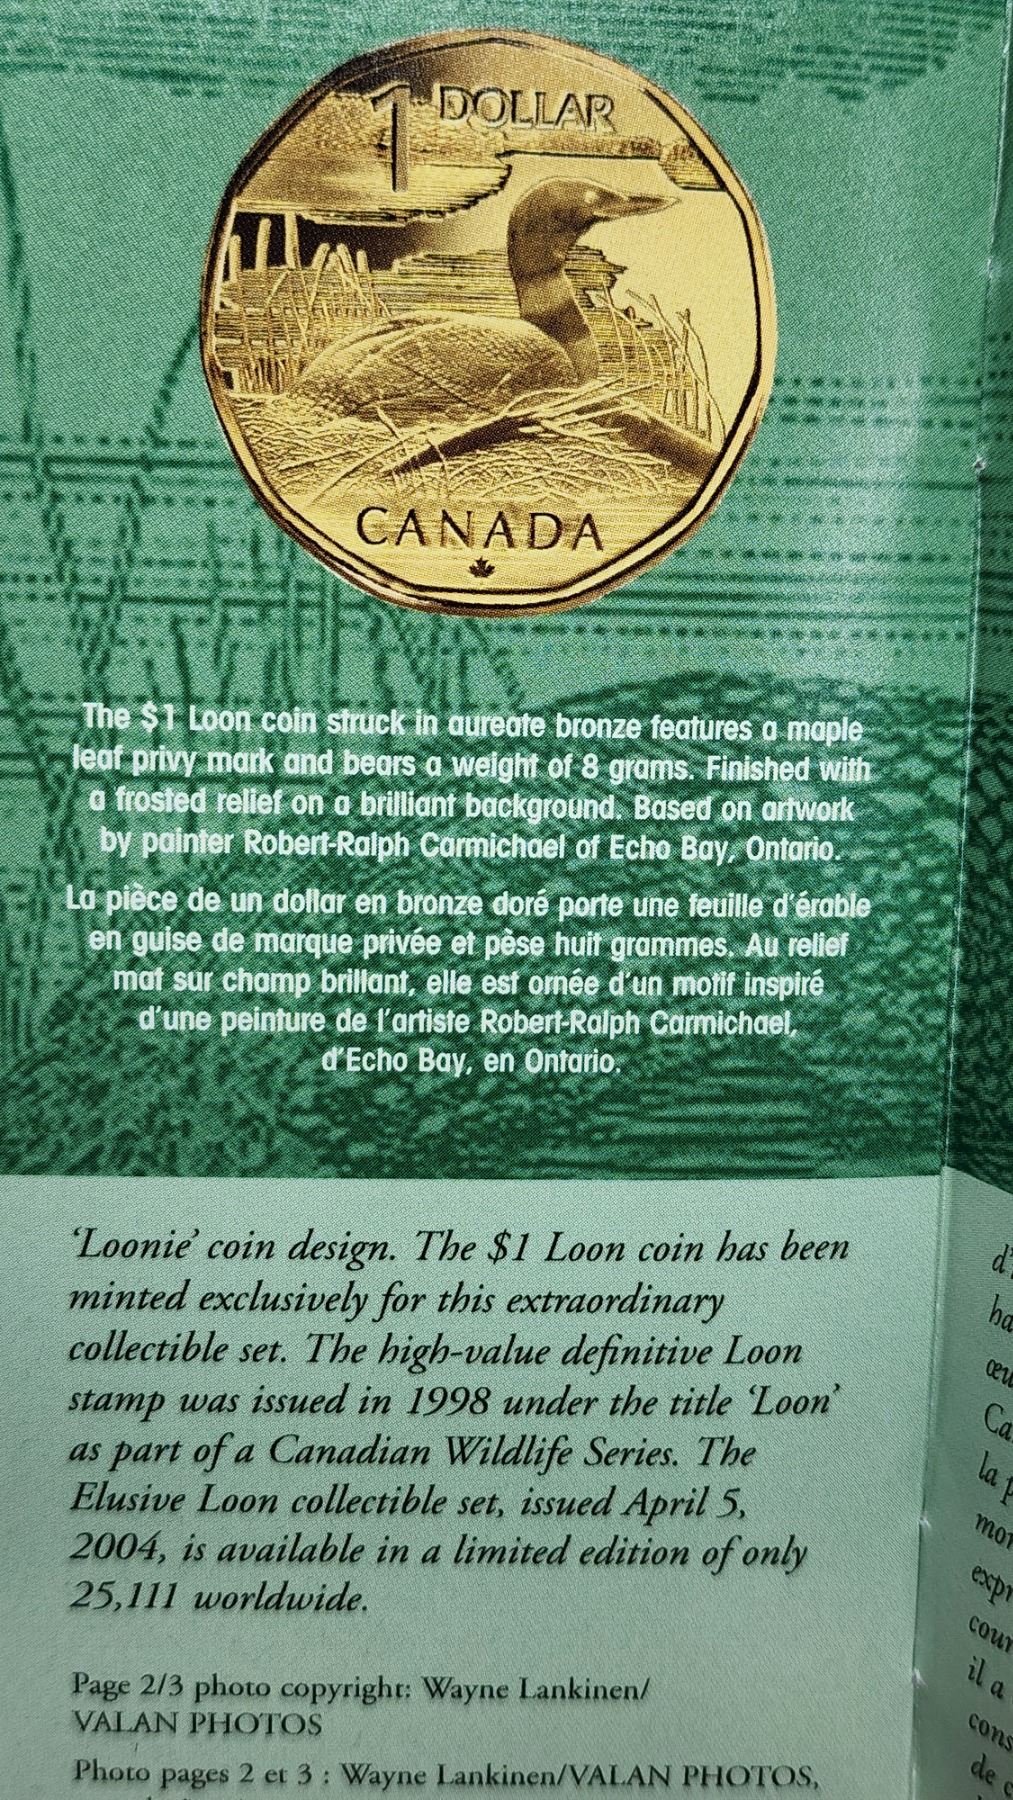 1 DOLLAR
CANADA
The $1 Loon coin struck in aureate bronze features a maple
leaf privy mark and bears a weight of 8 grams. Finished with
a frosted relief on a brilliant background. Based on artwork
by painter Robert-Ralph Carmichael of Echo Bay, Ontario.
La pièce de un dollar en bronze doré porte une feuille d'érable
en guise de marque privée et pèse huit grammes. Au relief
mat sur champ brillant, elle est ornée d'un motif inspiré
d'une peinture de l'artiste Robert-Ralph Carmichael,
d'Echo Bay, en Ontario.
'Loonie' coin design. The $1 Loon coin has been
minted exclusively for this extraordinary
collectible set. The high-value definitive Loon
stamp was issued in 1998 under the title 'Loon'
as part of a Canadian Wildlife Series. The
Elusive Loon collectible set, issued April 5,
2004, is available in a limited edition of only
25,111 worldwide.
Page 2/3 photo copyright: Wayne Lankinen/
VALAN PHOTOS
Photo pages 2 et 3 : Wayne Lankinen/VALAN PHOTOS,
la
il a
de